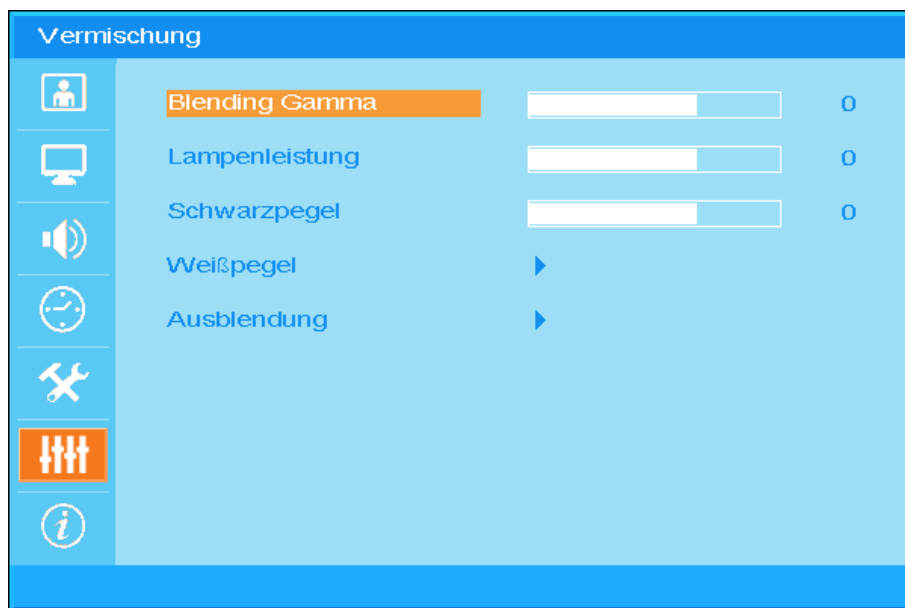 Vermischung
Blending Gamma 0
Lampenleistung 0
Schwarzpegel 0
Weißpegel
Ausblendung